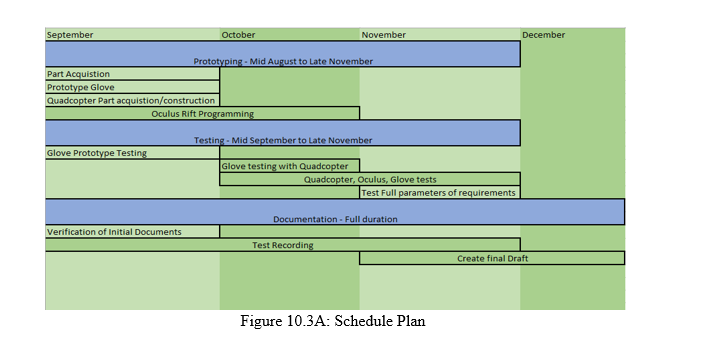 September October November December
Prototyping - Mid August to Late November
Part Acquistion
Prototype Glove
Quadcopter Part acquistion/construction
Oculus Rift Programming
Testing - Mid September to Late November
Glove Prototype Testing
Glove testing with Quadcopter
Quadcopter, Oculus, Glove tests
Test Full parameters of requirements
Documentation - Full duration
Verification of Initial Documents
Test Recording
Create final Draft
Figure 10.3A: Schedule Plan